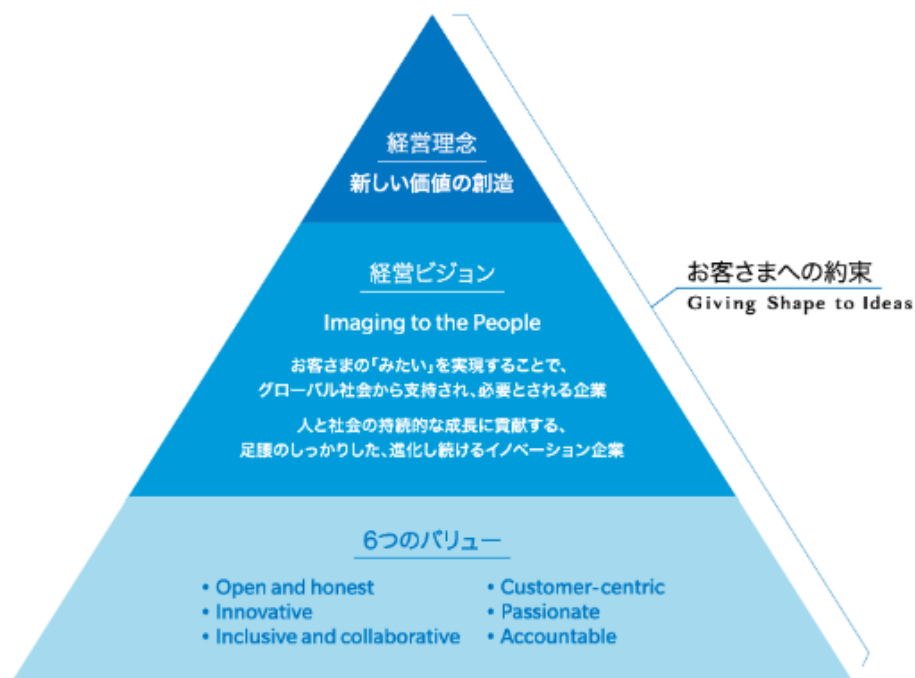 経営理念
新しい価値の創造
経営ビジョン
Imaging to the People
お客さまの「みたい」を実現することで、
グローバル社会から支持され、必要とされる企業
人と社会の持続的な成長に貢献する、
足腰のしっかりした、進化し続けるイノベーション企業
お客さまへの約束
Giving Shape to Ideas
6つのバリュー
• Open and honest
• Innovative
• Inclusive and collaborative
• Customer-centric
• Passionate
• Accountable